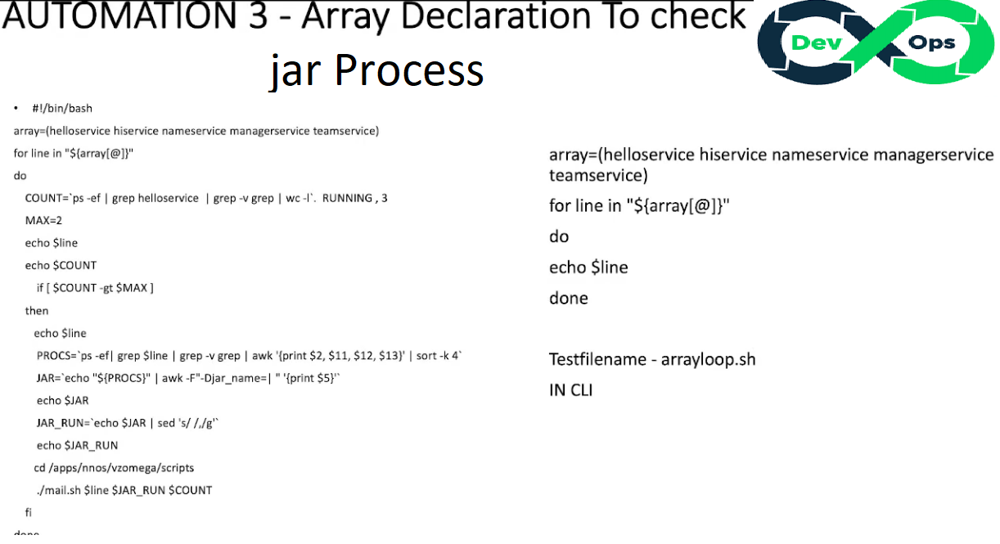 AUTOMATION 3 - Array Declaration To check
jar Process
Dev Ops
• #!/bin/bash
array=(helloservice hiservice nameservice managerservice teamservice)
for line in "${array[@]}"
do
COUNT=`ps -ef | grep helloservice | grep -v grep | wc -l`. RUNNING , 3
MAX=2
echo $line
echo $COUNT
if [ $COUNT -gt $MAX ]
then
echo $line
PROCS=`ps -ef| grep $line | grep -v grep | awk '{print $2, $11, $12, $13}' | sort -k 4`
JAR=`echo "${PROCS}" | awk -F"-Djar_name=| " '{print $5}'`
echo $JAR
JAR_RUN=`echo $JAR | sed 's/ /,/g'`
echo $JAR_RUN
cd /apps/nnos/vzomega/scripts
./mail.sh $line $JAR_RUN $COUNT
fi
done
array=(helloservice hiservice nameservice managerservice
teamservice)
for line in "${array[@]}"
do
echo $line
done
Testfilename - arrayloop.sh
IN CLI